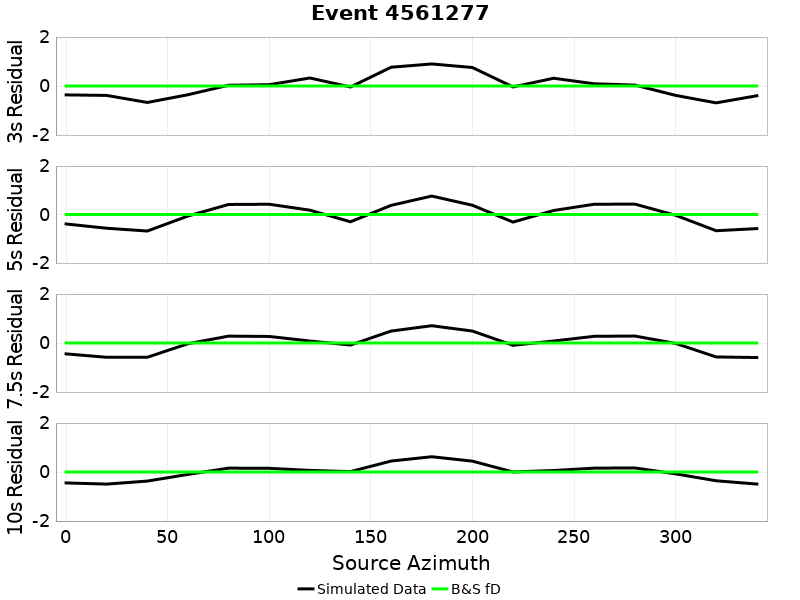 Event 4561277
3s Residual
2
0
-2
5s Residual
2
0
-2
7.5s Residual
2
0
-2
10s Residual
2
0
-2
0 50 100 150 200 250 300
Source Azimuth
Simulated Data B&S fD